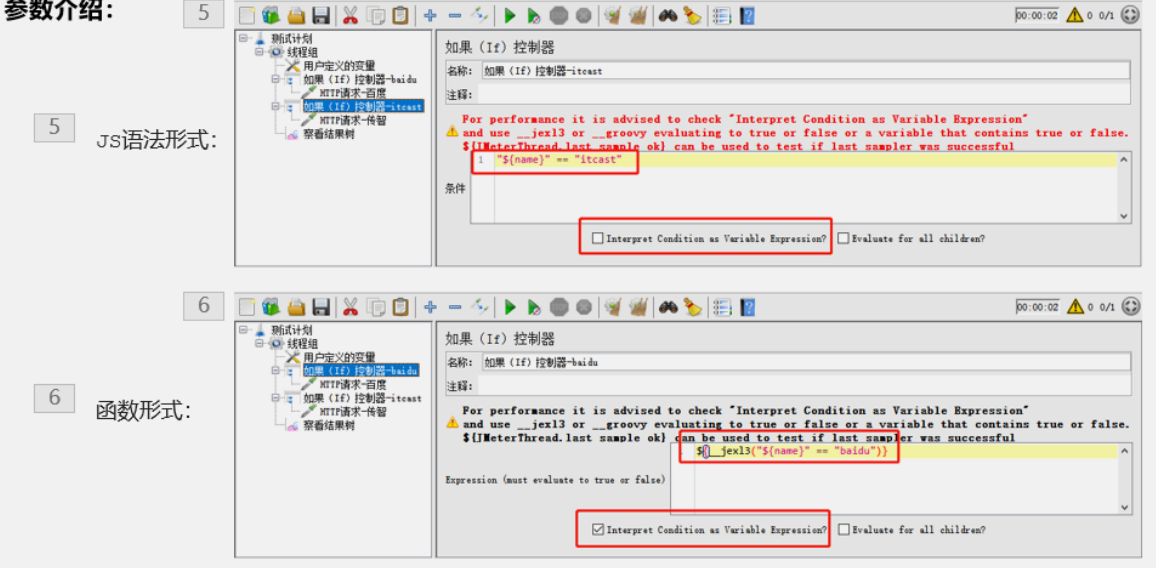 参数介绍：
5
00:00:02 0 0/1
测试计划
线程组
用户定义的变量
如果（If）控制器-baidu
HTTP请求-百度
如果（If）控制器-itcast
HTTP请求-传智
察看结果树
如果（If）控制器
名称： 如果（If）控制器-itcast
注释：
For performance it is advised to check "Interpret Condition as Variable Expression"
and use __jexl3 or __groovy evaluating to true or false or a variable that contains true or false.
${JMeterThread.last_sample_ok} can be used to test if last sampler was successful
1 "${name}" == "itcast"
条件
Interpret Condition as Variable Expression? Evaluate for all children?
5 JS语法形式：
6
00:00:02 0 0/1
测试计划
线程组
用户定义的变量
如果（If）控制器-baidu
HTTP请求-百度
如果（If）控制器-itcast
HTTP请求-传智
察看结果树
如果（If）控制器
名称： 如果（If）控制器-baidu
注释：
For performance it is advised to check "Interpret Condition as Variable Expression"
and use __jexl3 or __groovy evaluating to true or false or a variable that contains true or false.
${JMeterThread.last_sample_ok} can be used to test if last sampler was successful
${__jexl3("${name}" == "baidu")}
Expression (must evaluate to true or false)
Interpret Condition as Variable Expression? Evaluate for all children?
6 函数形式：